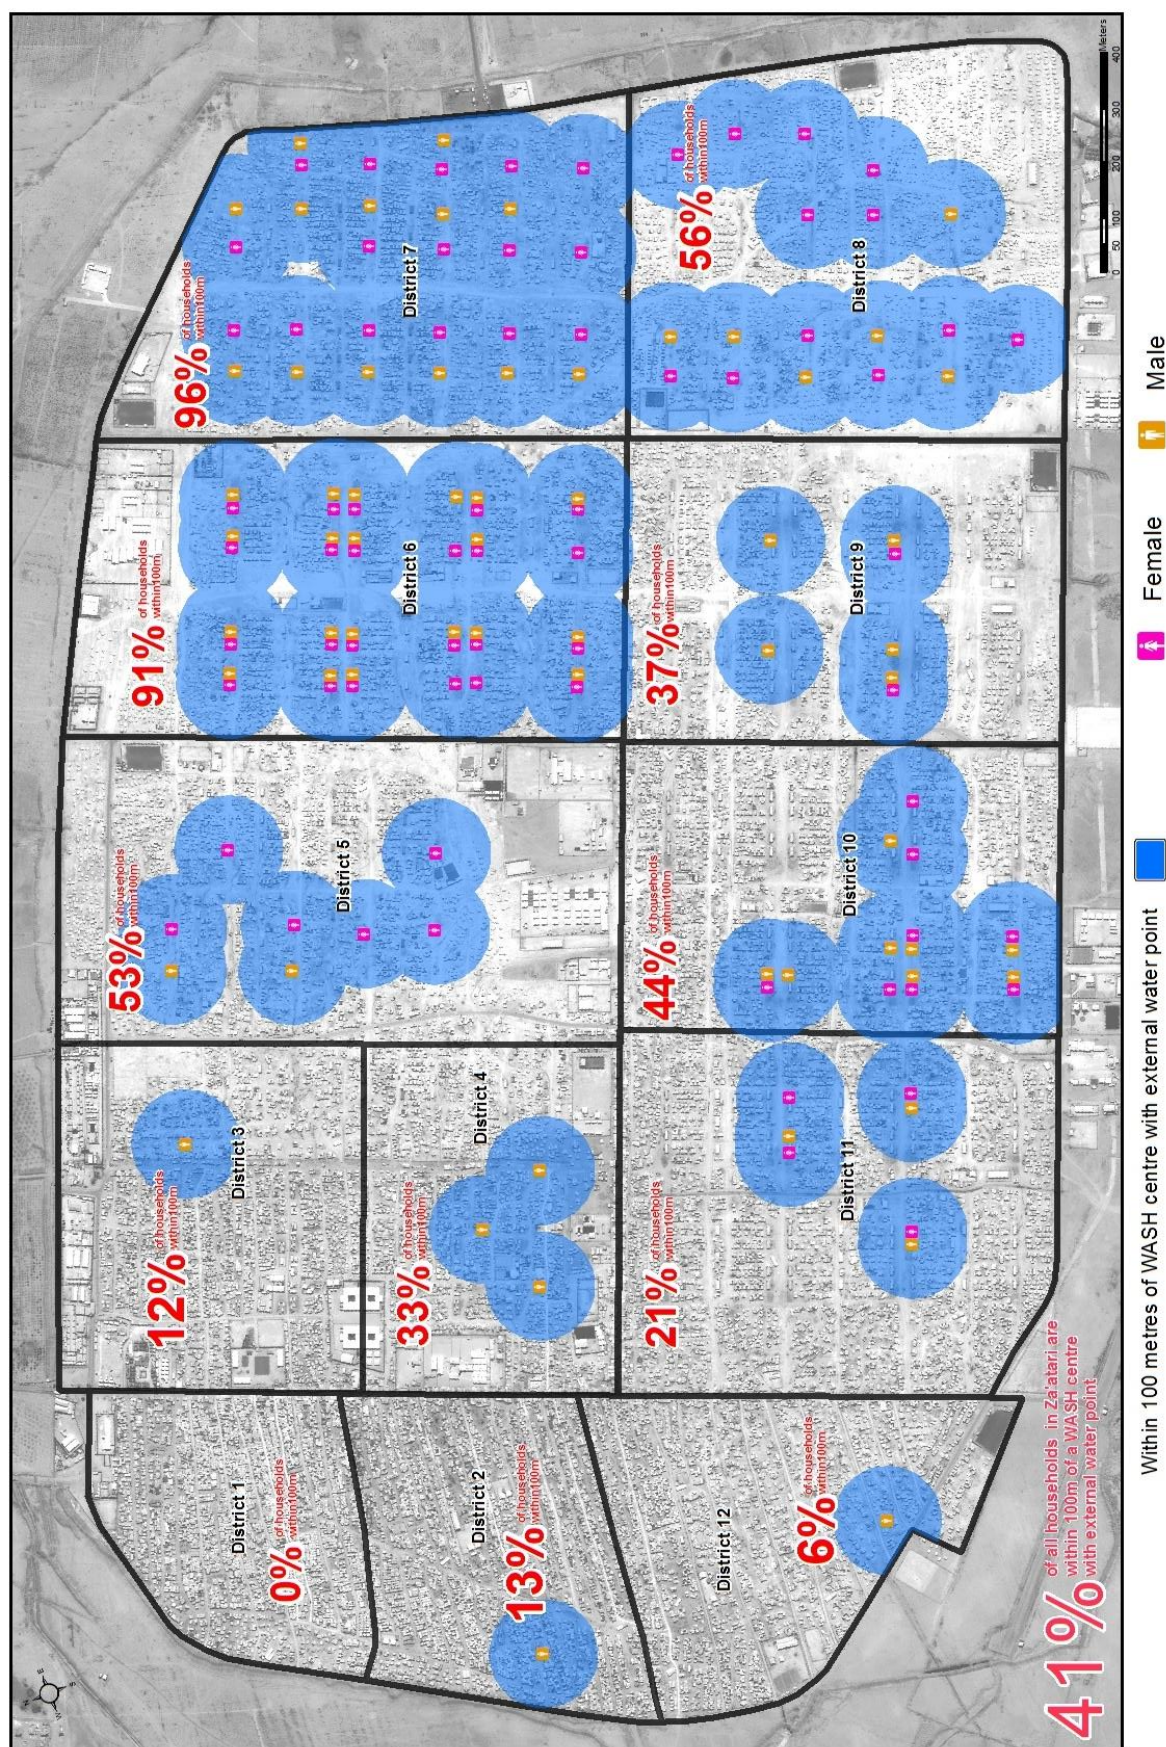 District 1
0% of households
within100m
District 2
13% of households
within100m
District 12
6% of households
within100m
District 3
12% of households
within100m
District 4
33% of households
within100m
District 11
21% of households
within100m
District 5
53% of households
within100m
District 10
44% of households
within100m
District 6
91% of households
within100m
District 9
37% of households
within100m
District 7
96% of households
within100m
District 8
56% of households
within100m
41% of all households in Za'atari are
within 100m of a WASH centre
with external water point
0 50 100 200 300 400
Meters
N
E
S
W
Within 100 metres of WASH centre with external water point
Female
Male